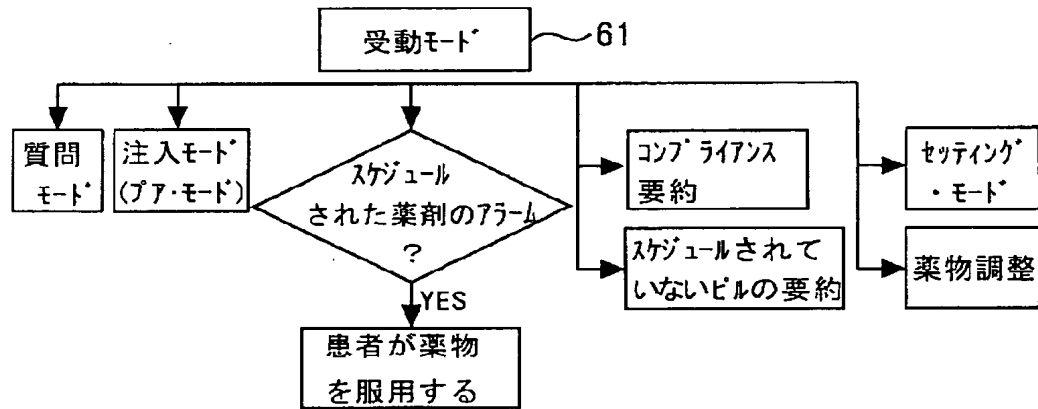 受動ﾓｰﾄﾞ
61
質問
ﾓｰﾄﾞ
注入ﾓｰﾄﾞ
(プア・モード)
ｽｹｼﾞｭｰﾙ
された薬剤のアラーム
?
YES
患者が薬物
を服用する
ｺﾝﾌﾟﾗｲｱﾝｽ
要約
ｽｹｼﾞｭｰﾙされて
いないﾋﾟﾙの要約
ｾｯﾃｨﾝｸﾞ
・モード
薬物調整